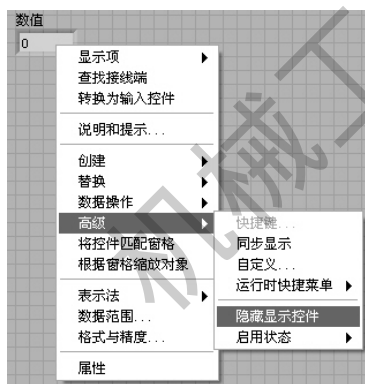 数值
0
显示项
查找接线端
转换为输入控件
说明和提示...
创建
替换
数据操作
高级
将控件匹配窗格
根据窗格缩放对象
表示法
数据范围...
格式与精度...
属性
快捷键...
同步显示
自定义...
运行时快捷菜单
隐藏显示控件
启用状态
机械工